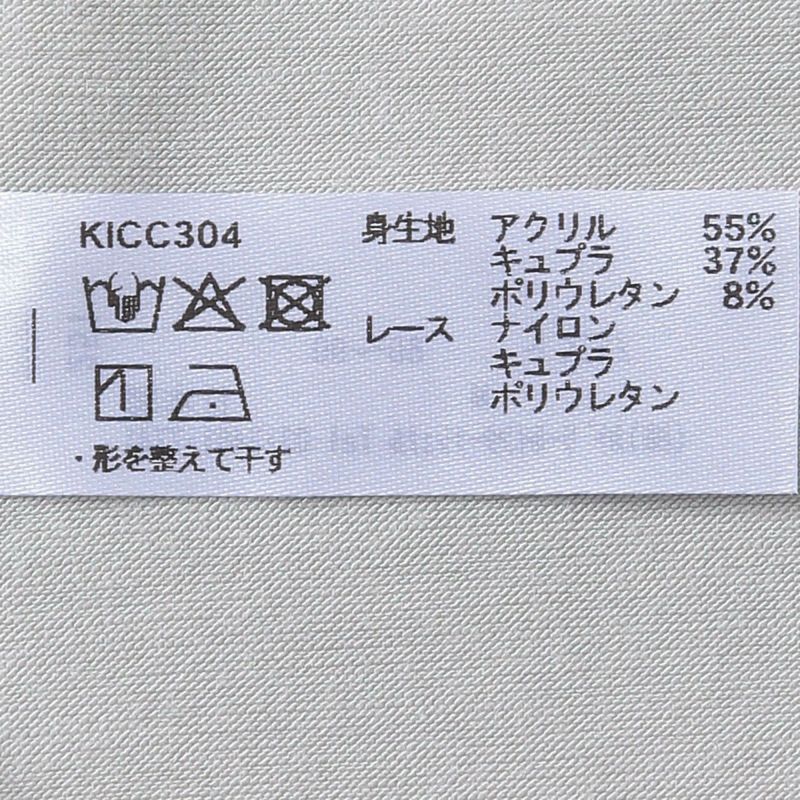 KICC304
身生地 アクリル 55%
キュプラ 37%
ポリウレタン 8%
レース ナイロン
キュプラ
ポリウレタン
・形を整えて干す